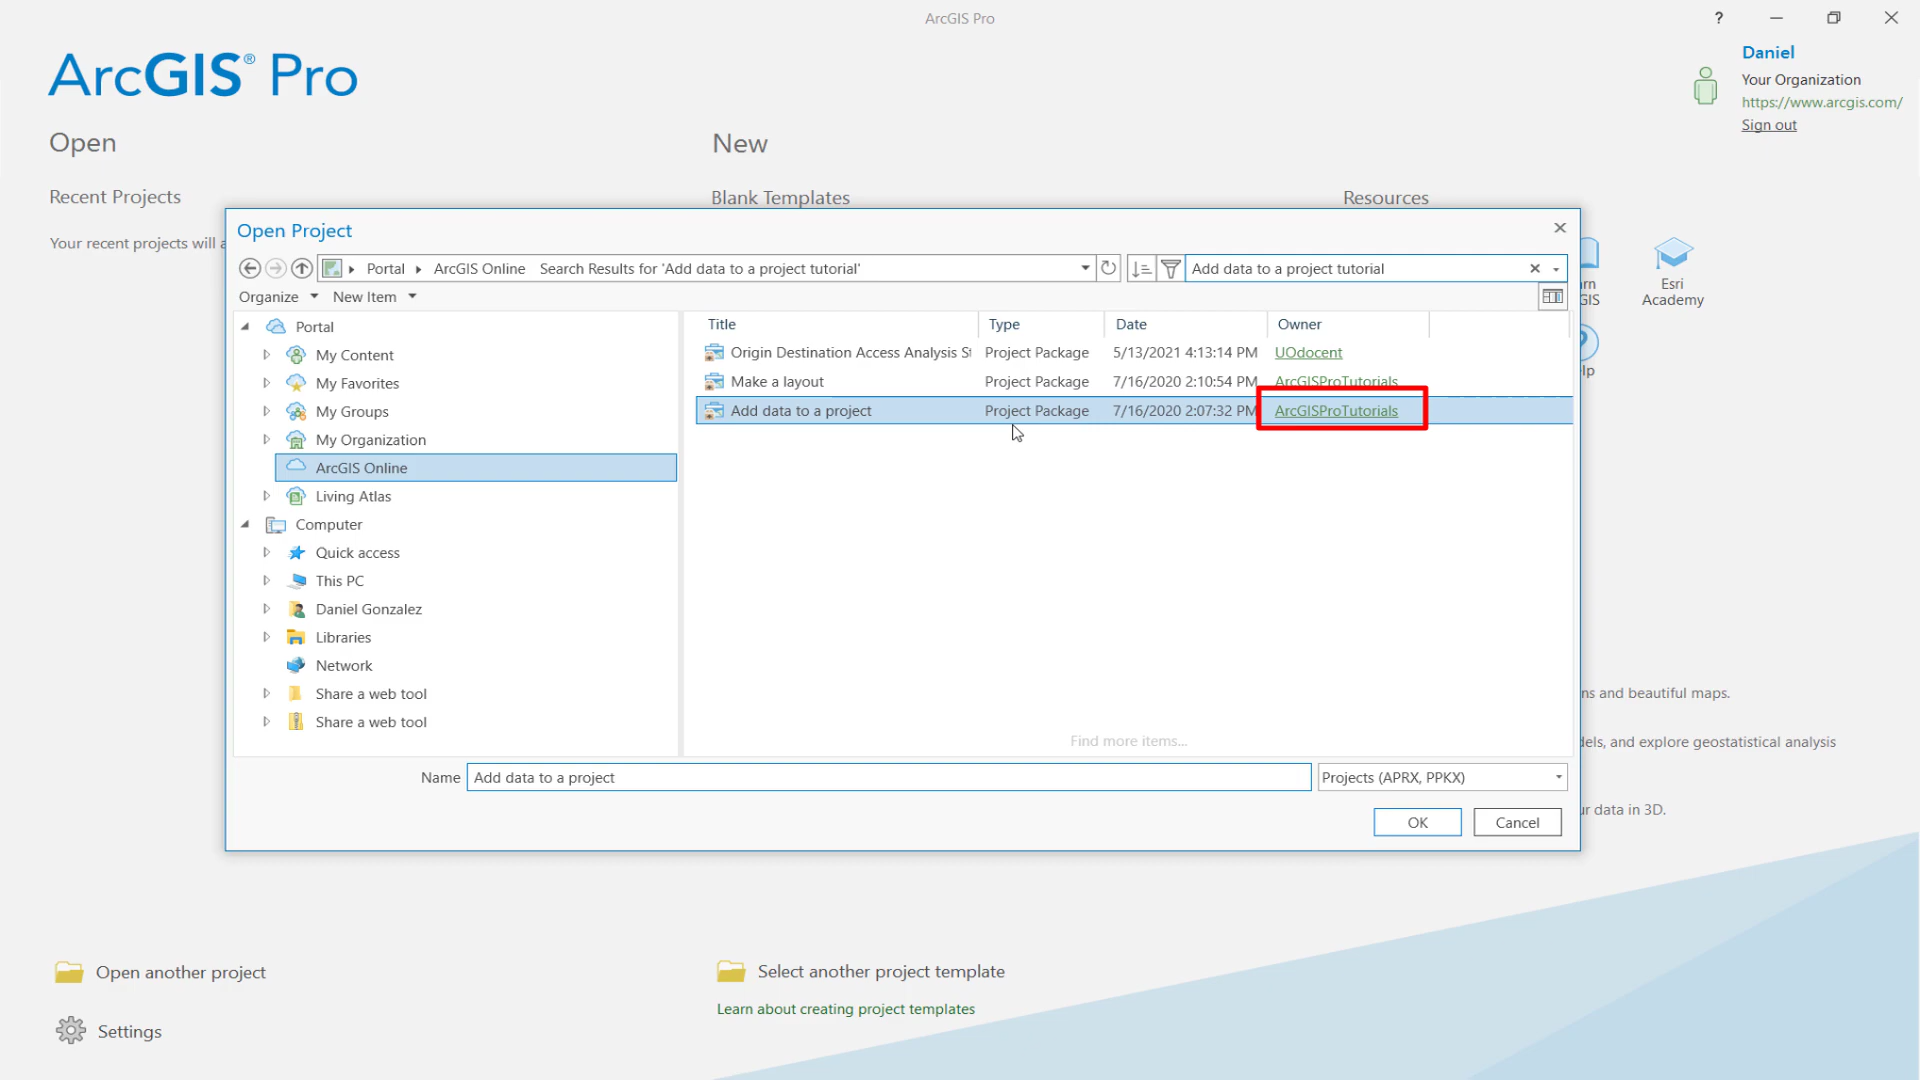 ArcGIS Pro
?
Daniel
Your Organization
https://www.arcgis.com/
Sign out
ArcGIS® Pro
Open
New
Recent Projects
Blank Templates
Resources
Your recent projects will a
Esri
Academy
Open Project
Portal ArcGIS Online Search Results for 'Add data to a project tutorial'
Add data to a project tutorial
Organize New Item
Portal
My Content
My Favorites
My Groups
My Organization
ArcGIS Online
Living Atlas
Computer
Quick access
This PC
Daniel Gonzalez
Libraries
Network
Share a web tool
Share a web tool
Title Type Date Owner
Origin Destination Access Analysis Project Package 5/13/2021 4:13:14 PM UOdocent
Make a layout Project Package 7/16/2020 2:10:54 PM ArcGISProTutorials
Add data to a project Project Package 7/16/2020 2:07:32 PM ArcGISProTutorials
Find more items...
Name Add data to a project Projects (APRX, PPKX)
OK Cancel
ns and beautiful maps.
dels, and explore geostatistical analysis
ur data in 3D.
Open another project
Settings
Select another project template
Learn about creating project templates